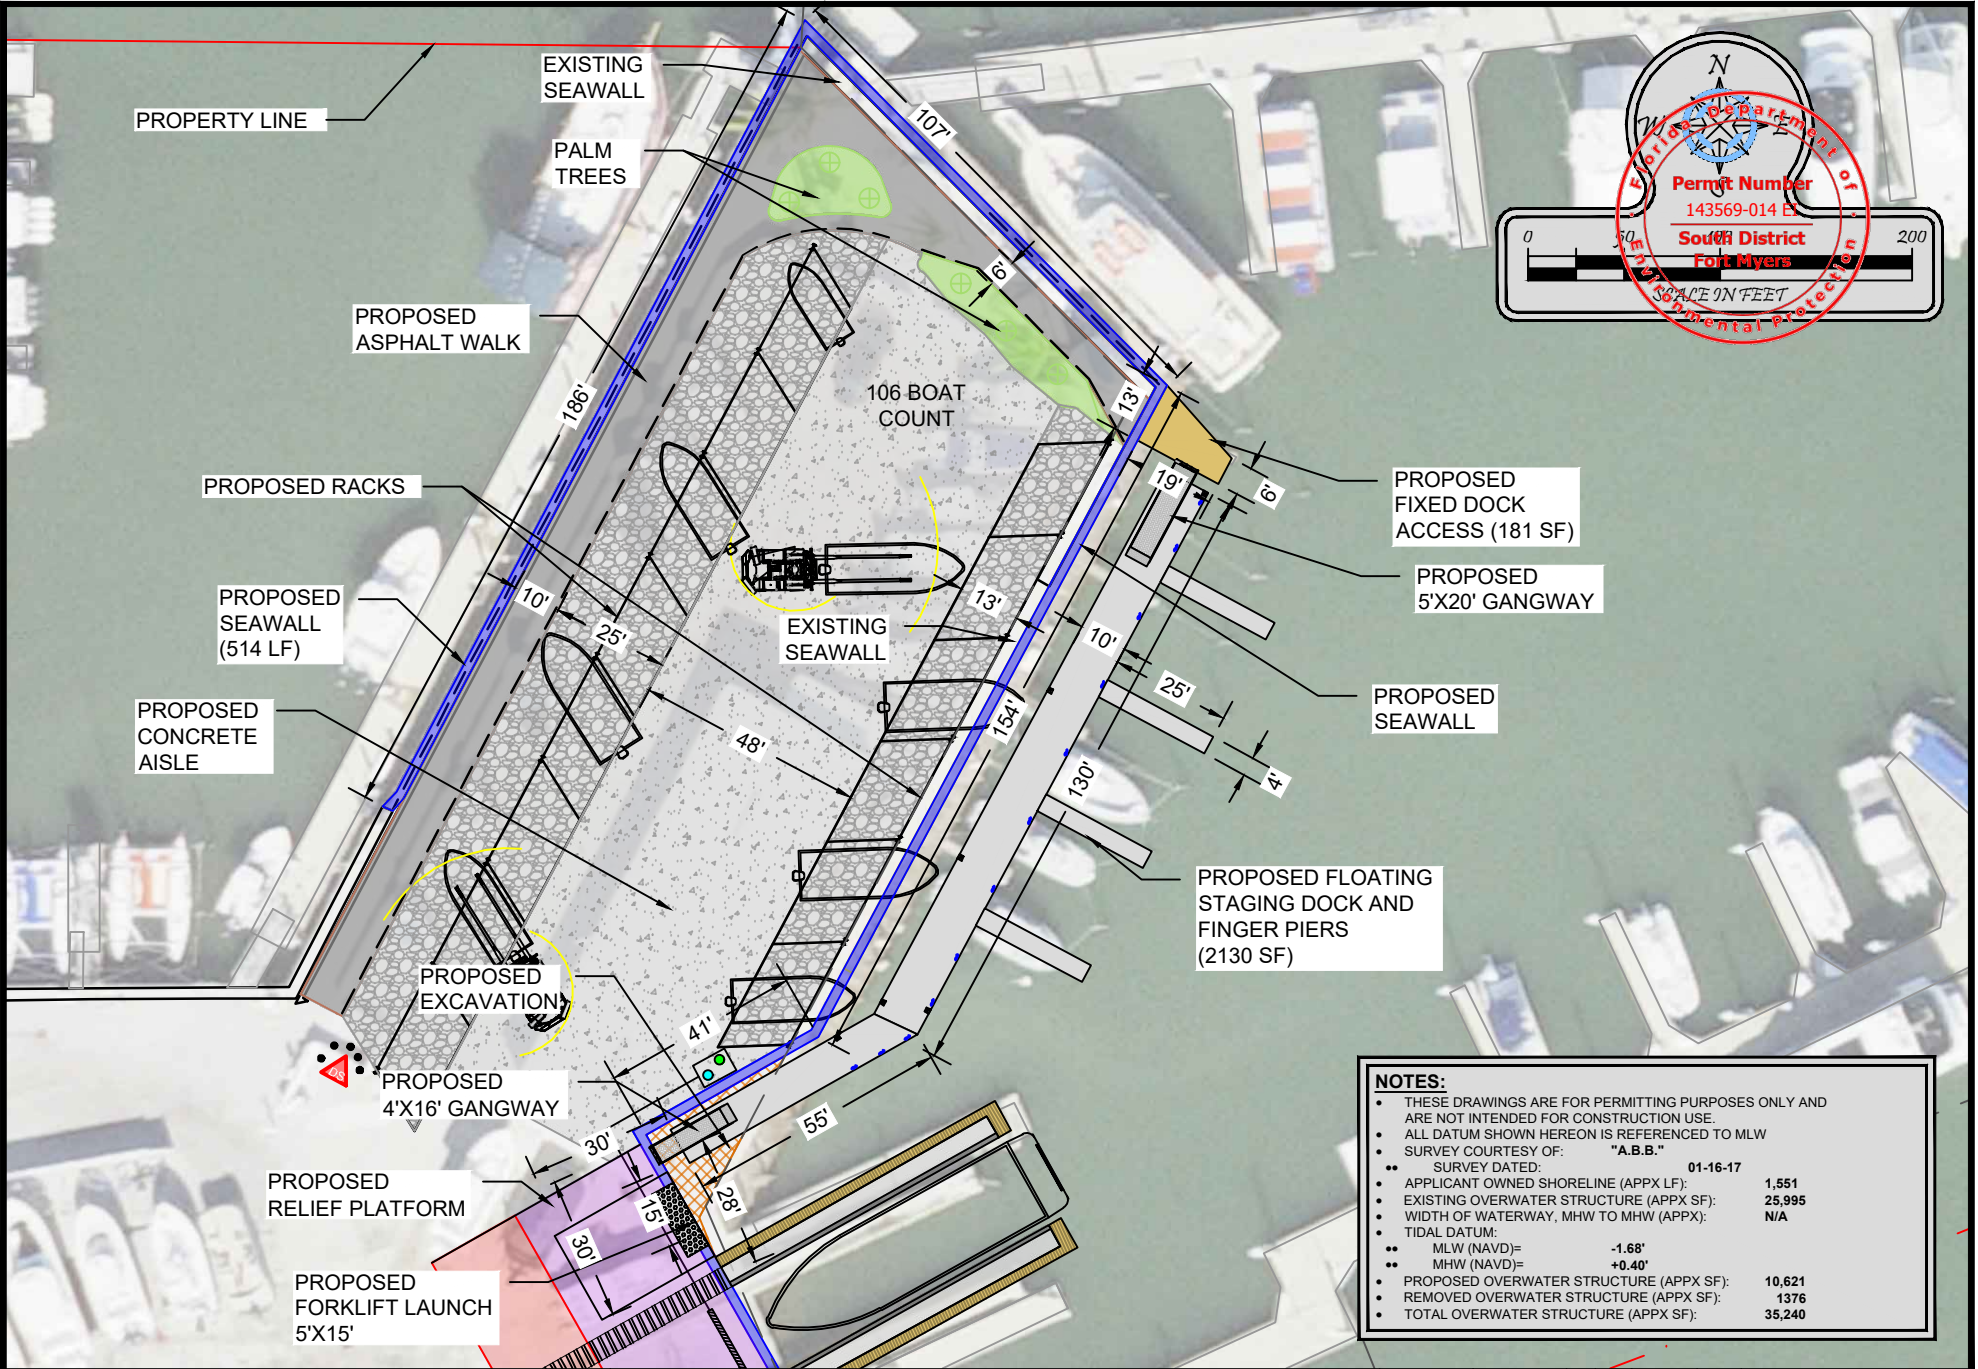 PROPERTY LINE
EXISTING
SEAWALL
PALM
TREES
107'
6'
PROPOSED
ASPHALT WALK
186'
106 BOAT
COUNT
13'
PROPOSED RACKS
19'
6'
PROPOSED
FIXED DOCK
ACCESS (181 SF)
PROPOSED
5'X20' GANGWAY
PROPOSED
SEAWALL
(514 LF)
10'
25'
13'
EXISTING
SEAWALL
10'
25'
PROPOSED
SEAWALL
PROPOSED
CONCRETE
AISLE
48'
154'
130'
4'
PROPOSED FLOATING
STAGING DOCK AND
FINGER PIERS
(2130 SF)
PROPOSED
EXCAVATION
41'
DS
PROPOSED
4'X16' GANGWAY
55'
30'
PROPOSED
RELIEF PLATFORM
15'
28'
30'
PROPOSED
FORKLIFT LAUNCH
5'X15'
N
W
E
Florida Department of
Environmental Protection
Permit Number
143569-014 EI
South District
Fort Myers
0 50 100 200
SCALE IN FEET
NOTES:
• THESE DRAWINGS ARE FOR PERMITTING PURPOSES ONLY AND
ARE NOT INTENDED FOR CONSTRUCTION USE.
• ALL DATUM SHOWN HEREON IS REFERENCED TO MLW
• SURVEY COURTESY OF: "A.B.B."
•• SURVEY DATED: 01-16-17
• APPLICANT OWNED SHORELINE (APPX LF): 1,551
• EXISTING OVERWATER STRUCTURE (APPX SF): 25,995
• WIDTH OF WATERWAY, MHW TO MHW (APPX): N/A
• TIDAL DATUM:
•• MLW (NAVD)= -1.68'
•• MHW (NAVD)= +0.40'
• PROPOSED OVERWATER STRUCTURE (APPX SF): 10,621
• REMOVED OVERWATER STRUCTURE (APPX SF): 1376
• TOTAL OVERWATER STRUCTURE (APPX SF): 35,240